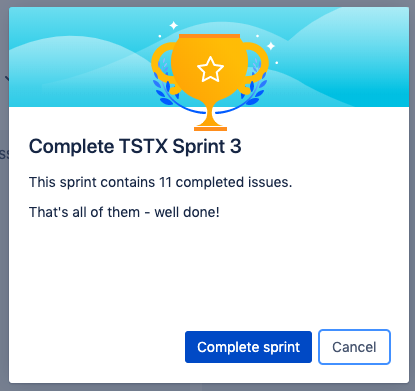 Complete TSTX Sprint 3
This sprint contains 11 completed issues.
That's all of them - well done!
Complete sprint
Cancel